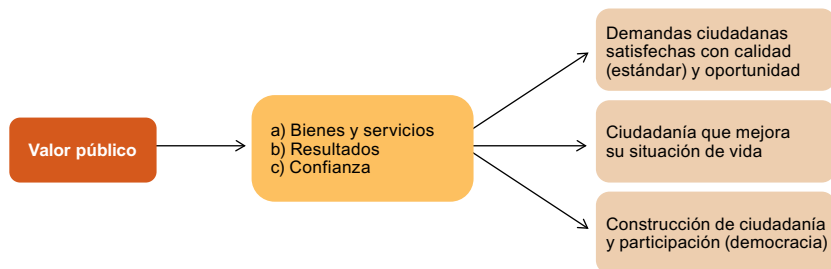 Valor público
a) Bienes y servicios
b) Resultados
c) Confianza
Demandas ciudadanas
satisfechas con calidad
(estándar) y oportunidad
Ciudadanía que mejora
su situación de vida
Construcción de ciudadanía
y participación (democracia)